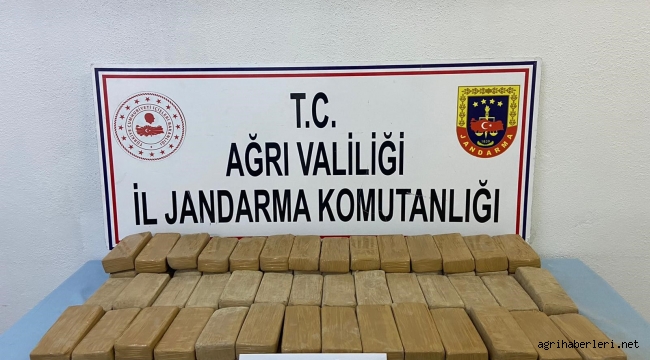 T.C.
AĞRI VALİLİĞİ
İL JANDARMA KOMUTANLIĞI
JANDARMA
agrihaberleri.net